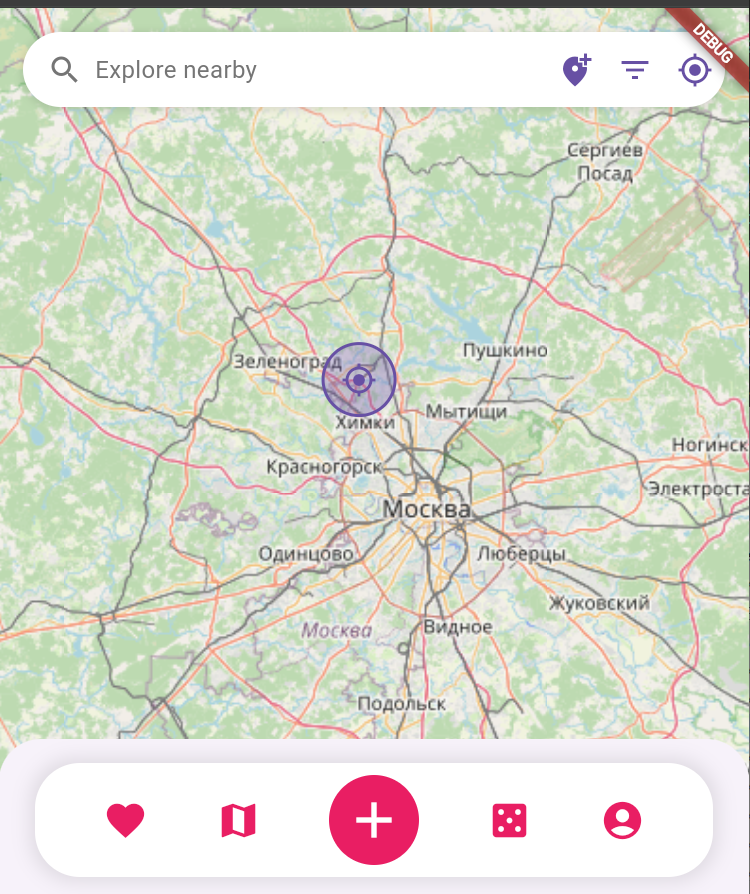 DEBUG
Explore nearby
Сергиев
Посад
Зеленоград
Пушкино
Химки
Мытищи
Ногинск
Красногорск
Электроста
Москва
Одинцово
Люберцы
Жуковский
Москва
Видное
Подольск